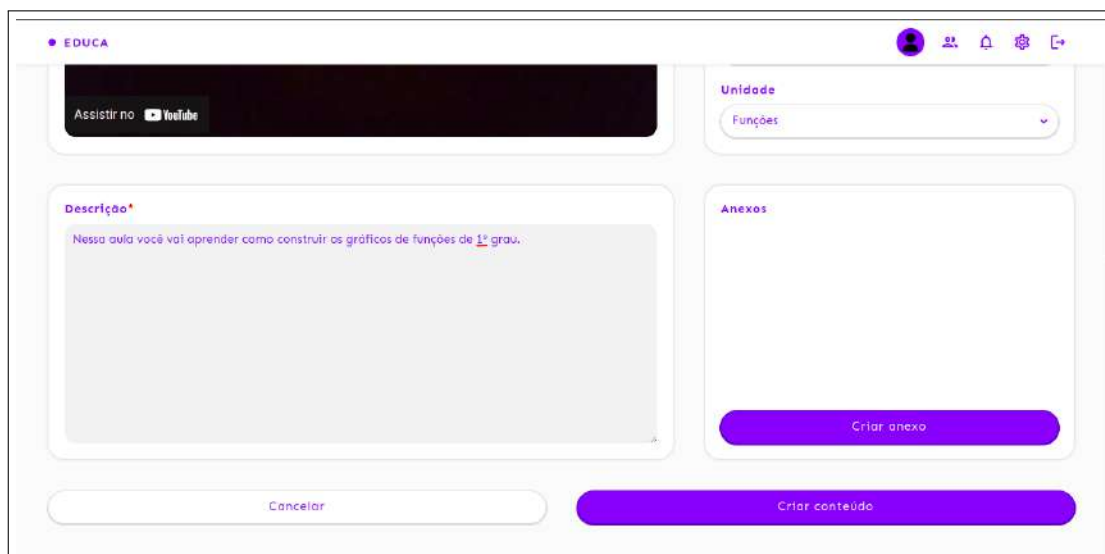 EDUCA
Assistir no YouTube
Unidade
Funções
Descrição*
Nessa aula você vai aprender como construir os gráficos de funções de 1º grau.
Anexos
Criar anexo
Cancelar
Criar conteúdo